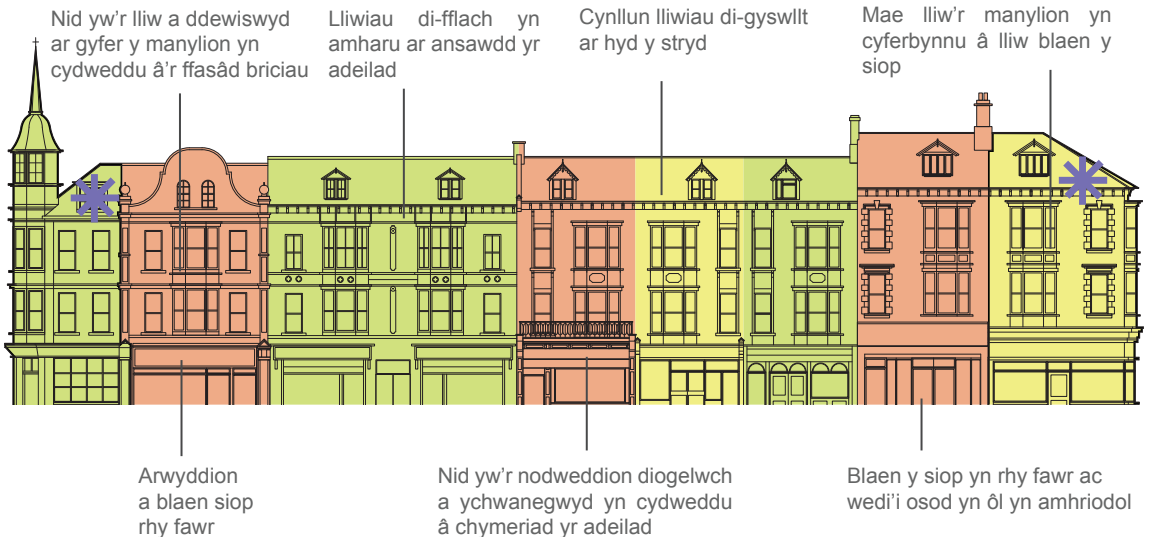 Nid yw'r lliw a ddewiswyd
ar gyfer y manylion yn
cydweddu â'r ffasâd briciau
Lliwiau di-fflach yn
amharu ar ansawdd yr
adeilad
Cynllun lliwiau di-gyswllt
ar hyd y stryd
Mae lliw'r manylion yn
cyferbynnu â lliw blaen y
siop
Arwyddion
a blaen siop
rhy fawr
Nid yw'r nodweddion diogelwch
a ychwanegwyd yn cydweddu
â chymeriad yr adeilad
Blaen y siop yn rhy fawr ac
wedi'i osod yn ôl yn amhriodol